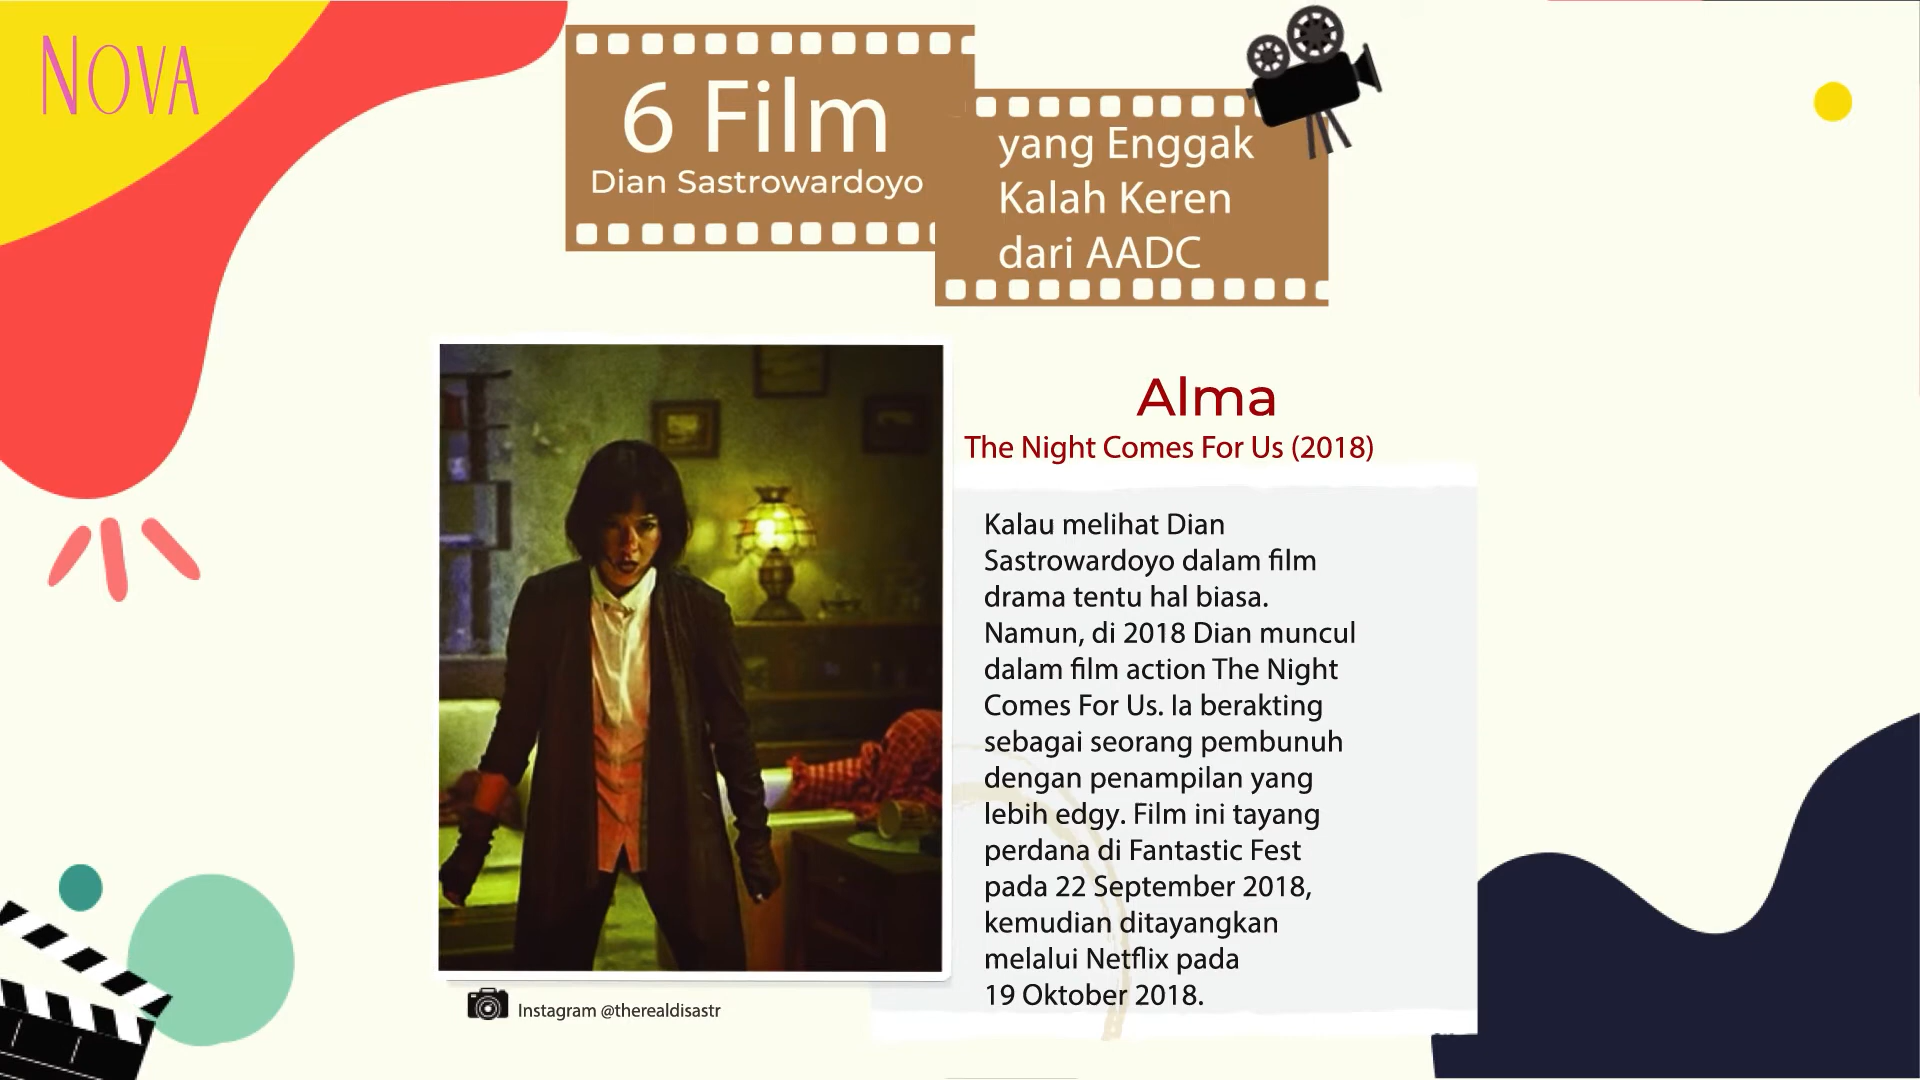 NOVA
6 Film
Dian Sastrowardoyo
yang Enggak
Kalah Keren
dari AADC
Alma
The Night Comes For Us (2018)
Kalau melihat Dian
Sastrowardoyo dalam film
drama tentu hal biasa.
Namun, di 2018 Dian muncul
dalam film action The Night
Comes For Us. Ia berakting
sebagai seorang pembunuh
dengan penampilan yang
lebih edgy. Film ini tayang
perdana di Fantastic Fest
pada 22 September 2018,
kemudian ditayangkan
melalui Netflix pada
19 Oktober 2018.
Instagram @therealdisastr